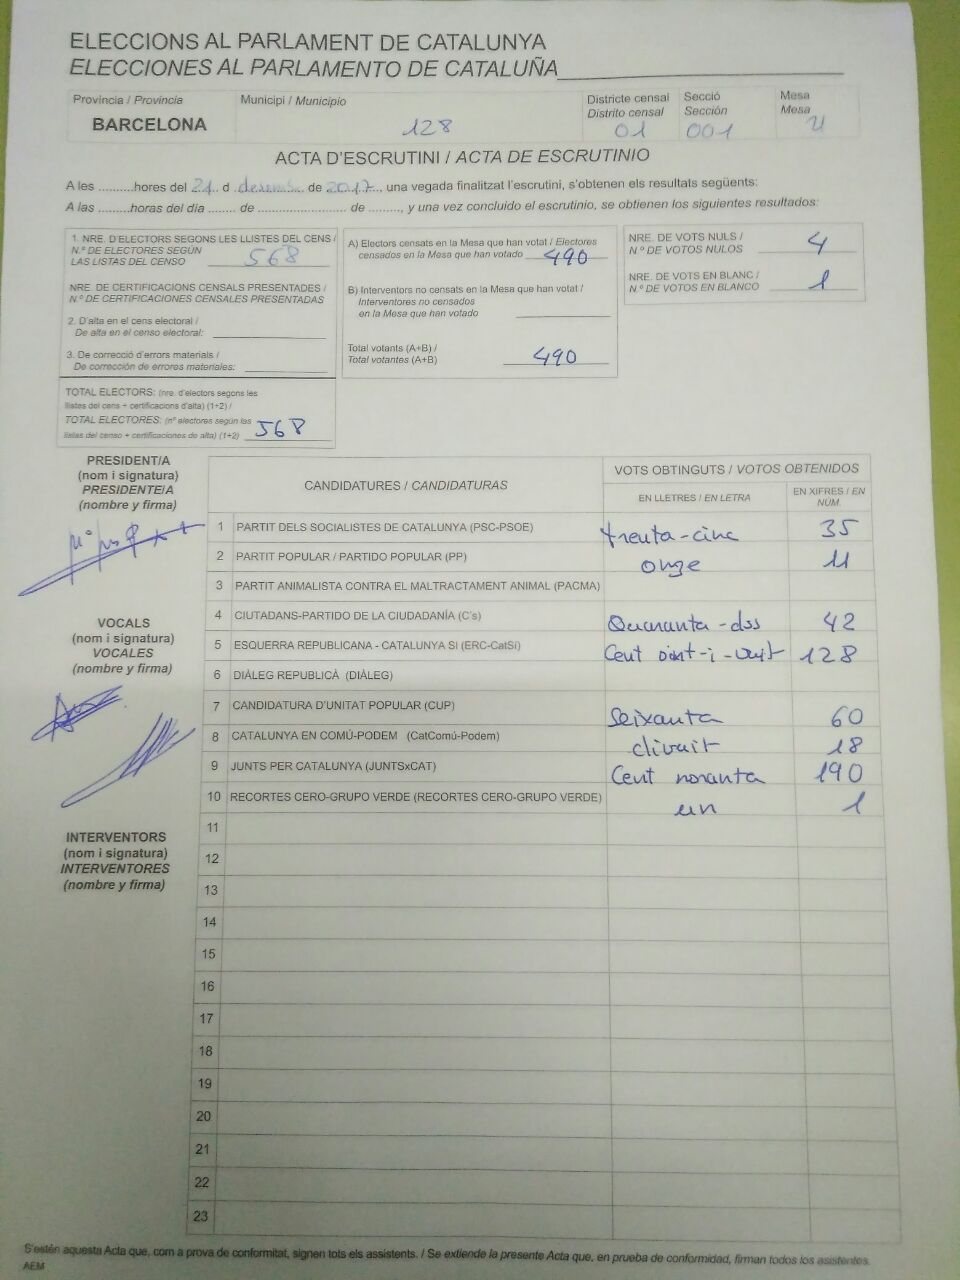 ELECCIONS AL PARLAMENT DE CATALUNYA
ELECCIONES AL PARLAMENTO DE CATALUÑA
Província / Provincia
BARCELONA
Municipi / Municipio
128
Districte censal
Distrito censal
01
Secció
Sección
001
Mesa
Mesa
U
ACTA D'ESCRUTINI / ACTA DE ESCRUTINIO
A les ..........hores del 21 d desembre de 2017, una vegada finalitzat l'escrutini, s'obtenen els resultats següents:
A las .........horas del día ....... de ....................... de ........, y una vez concluido el escrutinio, se obtienen los siguientes resultados:
1. NRE. D'ELECTORS SEGONS LES LLISTES DEL CENS /
N.º DE ELECTORES SEGÚN
LAS LISTAS DEL CENSO 568
NRE. DE CERTIFICACIONS CENSALS PRESENTADES /
N.º DE CERTIFICACIONES CENSALES PRESENTADAS
2. D'alta en el cens electoral /
De alta en el censo electoral:
3. De correcció d'errors materials /
De corrección de errores materiales:
TOTAL ELECTORS: (nre. d'electors segons les
llistes del cens + certificacions d'alta) (1+2) /
TOTAL ELECTORES: (nº electores según las
listas del censo + certificaciones de alta) (1+2) 568
A) Electors censats en la Mesa que han votat / Electores
censados en la Mesa que han votado 490
B) Interventors no censats en la Mesa que han votat /
Interventores no censados
en la Mesa que han votado
Total votants (A+B) /
Total votantes (A+B) 490
NRE. DE VOTS NULS /
N.º DE VOTOS NULOS 4
NRE. DE VOTS EN BLANC /
N.º DE VOTOS EN BLANCO 1
PRESIDENT/A
(nom i signatura)
PRESIDENTE/A
(nombre y firma)
VOCALS
(nom i signatura)
VOCALES
(nombre y firma)
INTERVENTORS
(nom i signatura)
INTERVENTORES
(nombre y firma)
CANDIDATURES / CANDIDATURAS
VOTS OBTINGUTS / VOTOS OBTENIDOS
EN LLETRES / EN LETRA
EN XIFRES / EN
NÚM.
1 PARTIT DELS SOCIALISTES DE CATALUNYA (PSC-PSOE) trenta-cinc 35
2 PARTIT POPULAR / PARTIDO POPULAR (PP) onze 11
3 PARTIT ANIMALISTA CONTRA EL MALTRACTAMENT ANIMAL (PACMA)
4 CIUTADANS-PARTIDO DE LA CIUDADANÍA (C's) Quaranta-dos 42
5 ESQUERRA REPUBLICANA - CATALUNYA SI (ERC-CatSí) Cent vint-i-vuit 128
6 DIÀLEG REPUBLICÀ (DIÀLEG)
7 CANDIDATURA D'UNITAT POPULAR (CUP) Seixanta 60
8 CATALUNYA EN COMÚ-PODEM (CatComú-Podem) divuit 18
9 JUNTS PER CATALUNYA (JUNTSxCAT) Cent noranta 190
10 RECORTES CERO-GRUPO VERDE (RECORTES CERO-GRUPO VERDE) un 1
11
12
13
14
15
16
17
18
19
20
21
22
23
S'estén aquesta Acta que, com a prova de conformitat, signen tots els assistents. / Se extiende la presente Acta que, en prueba de conformidad, firman todos los asistentes.
AEM